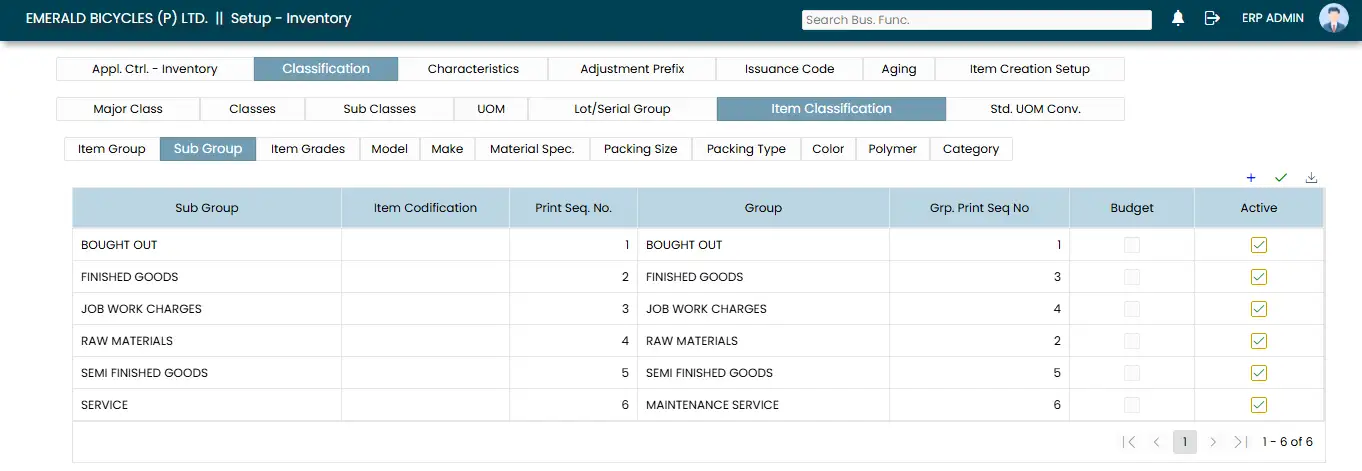 EMERALD BICYCLES (P) LTD. || Setup - Inventory Search Bus. Func. ERP ADMIN
Appl. Ctrl. - Inventory Classification Characteristics Adjustment Prefix Issuance Code Aging Item Creation Setup
Major Class Classes Sub Classes UOM Lot/Serial Group Item Classification Std. UOM Conv.
Item Group Sub Group Item Grades Model Make Material Spec. Packing Size Packing Type Color Polymer Category
Sub Group Item Codification Print Seq. No. Group Grp. Print Seq No Budget Active
BOUGHT OUT 1 BOUGHT OUT 1
FINISHED GOODS 2 FINISHED GOODS 3
JOB WORK CHARGES 3 JOB WORK CHARGES 4
RAW MATERIALS 4 RAW MATERIALS 2
SEMI FINISHED GOODS 5 SEMI FINISHED GOODS 5
SERVICE 6 MAINTENANCE SERVICE 6
1 1 - 6 of 6